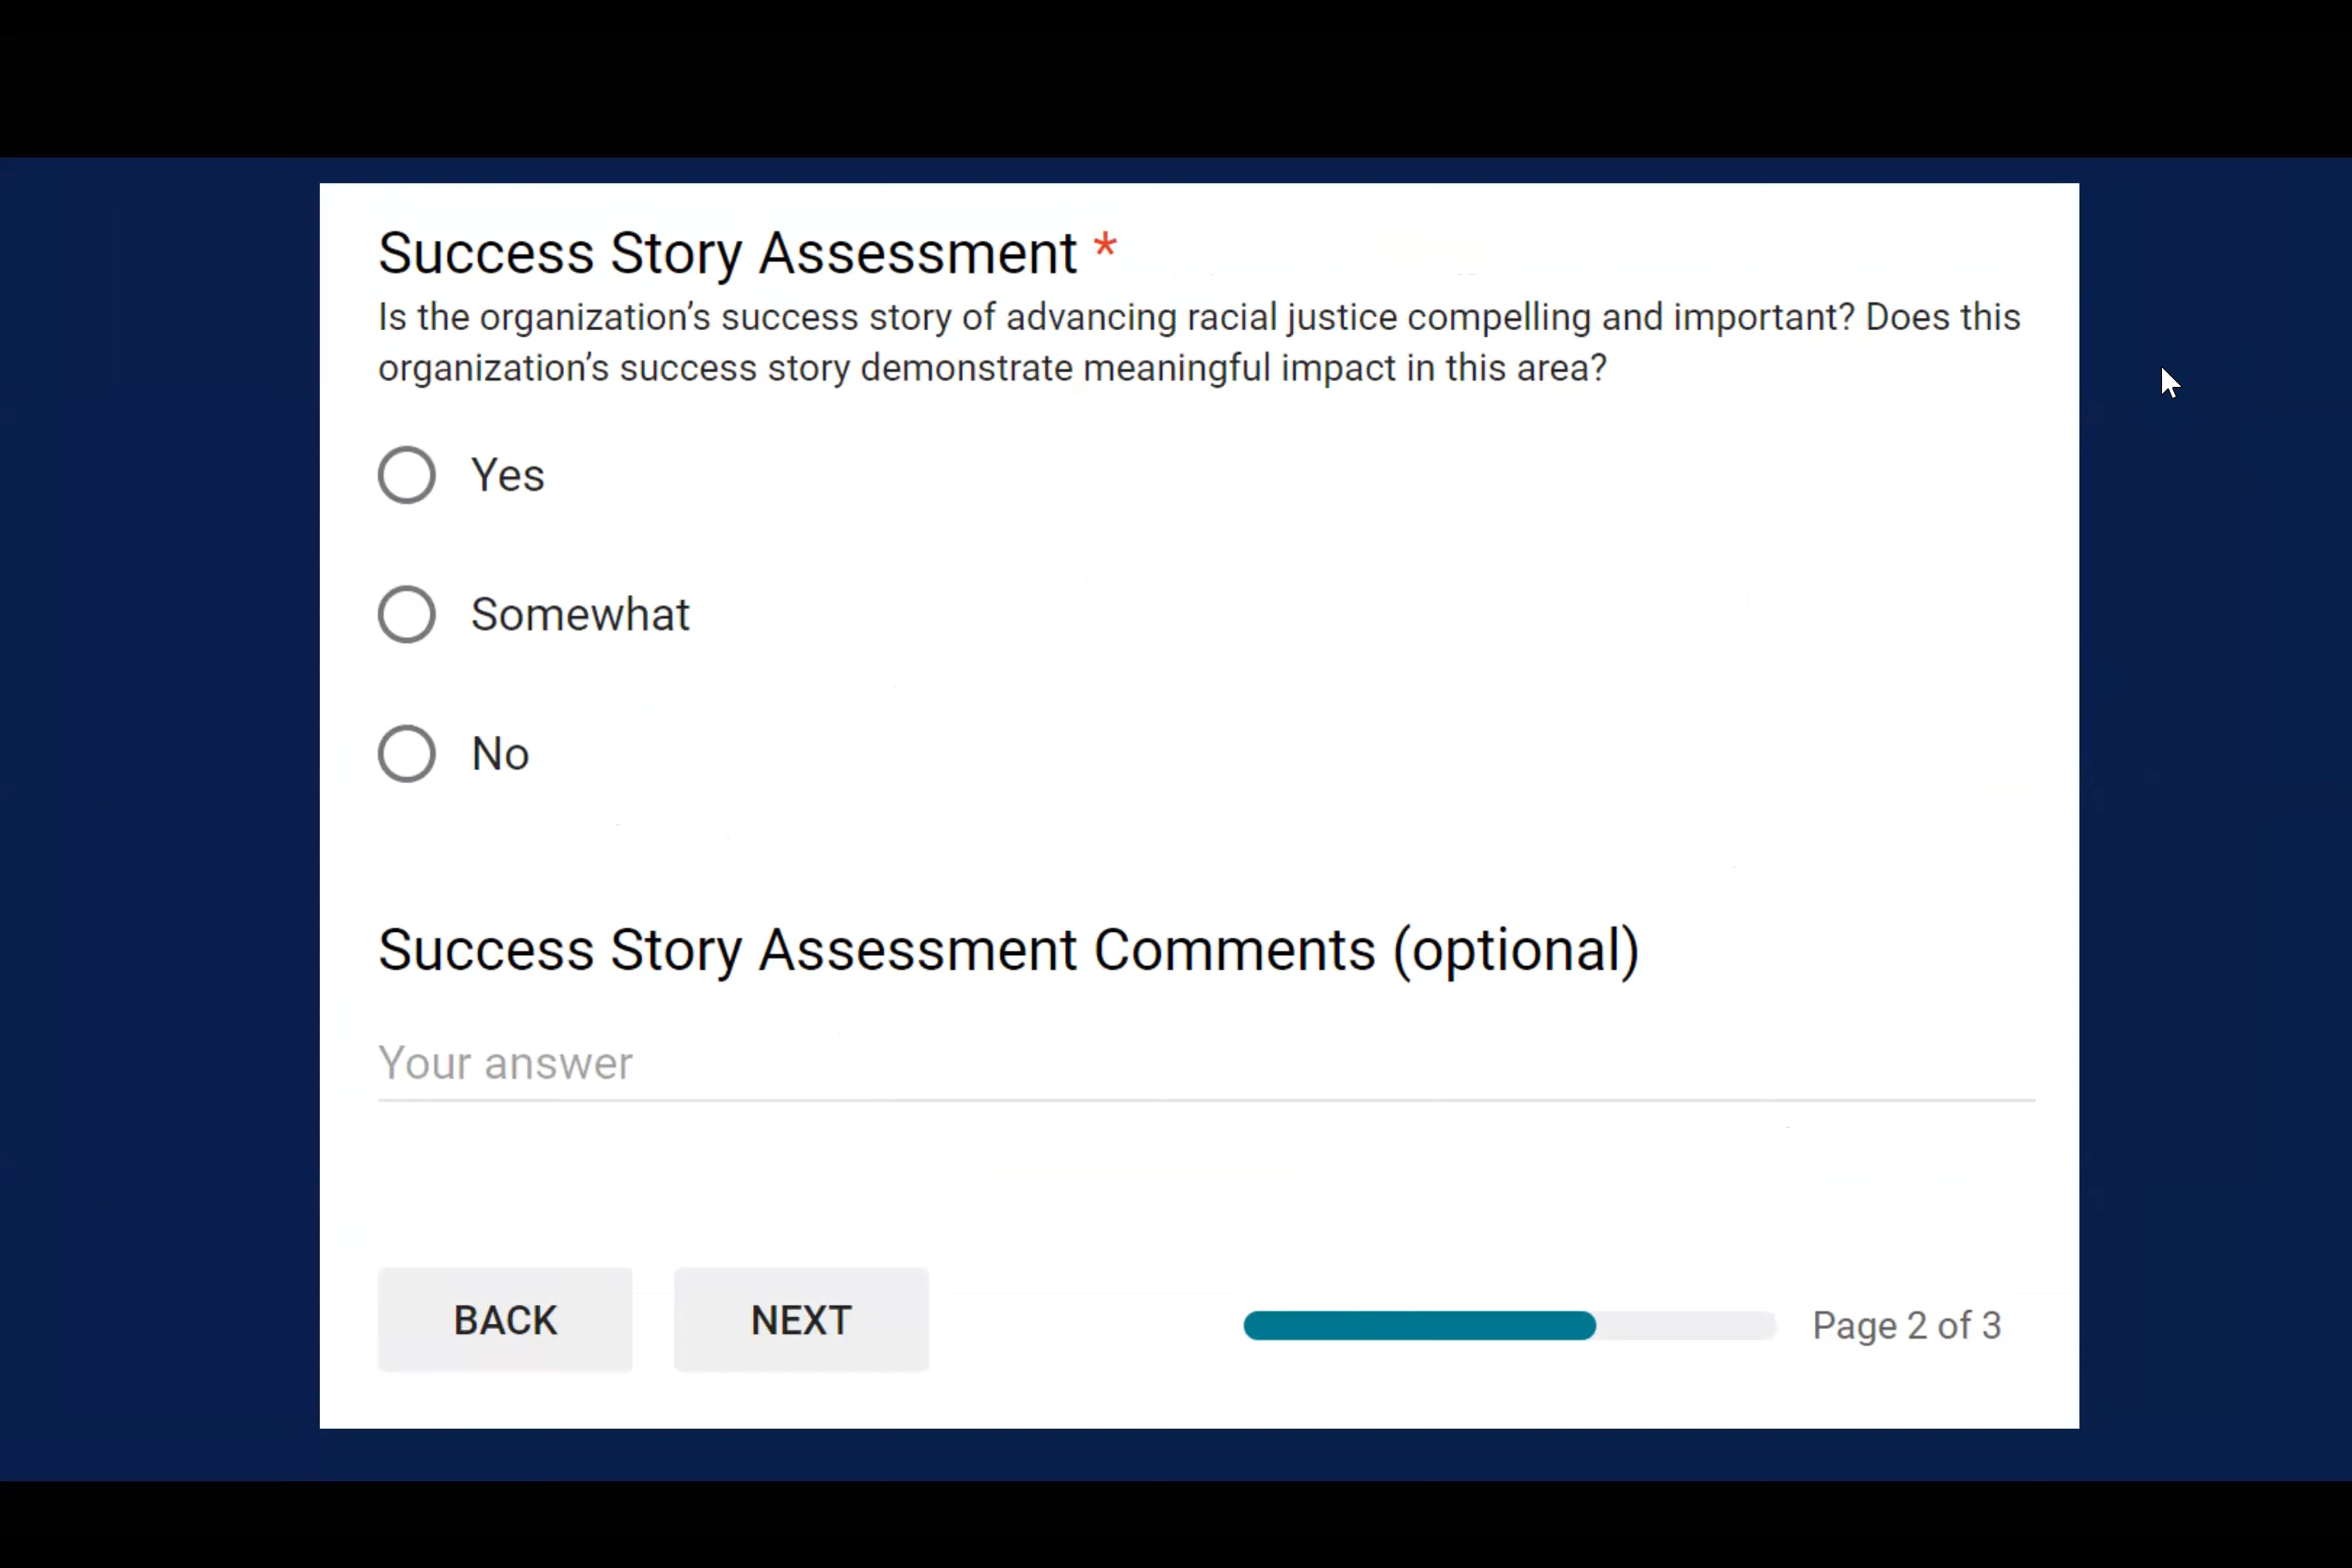 Success Story Assessment *
Is the organization’s success story of advancing racial justice compelling and important? Does this
organization’s success story demonstrate meaningful impact in this area?
Yes
Somewhat
No
Success Story Assessment Comments (optional)
Your answer
BACK
NEXT
Page 2 of 3